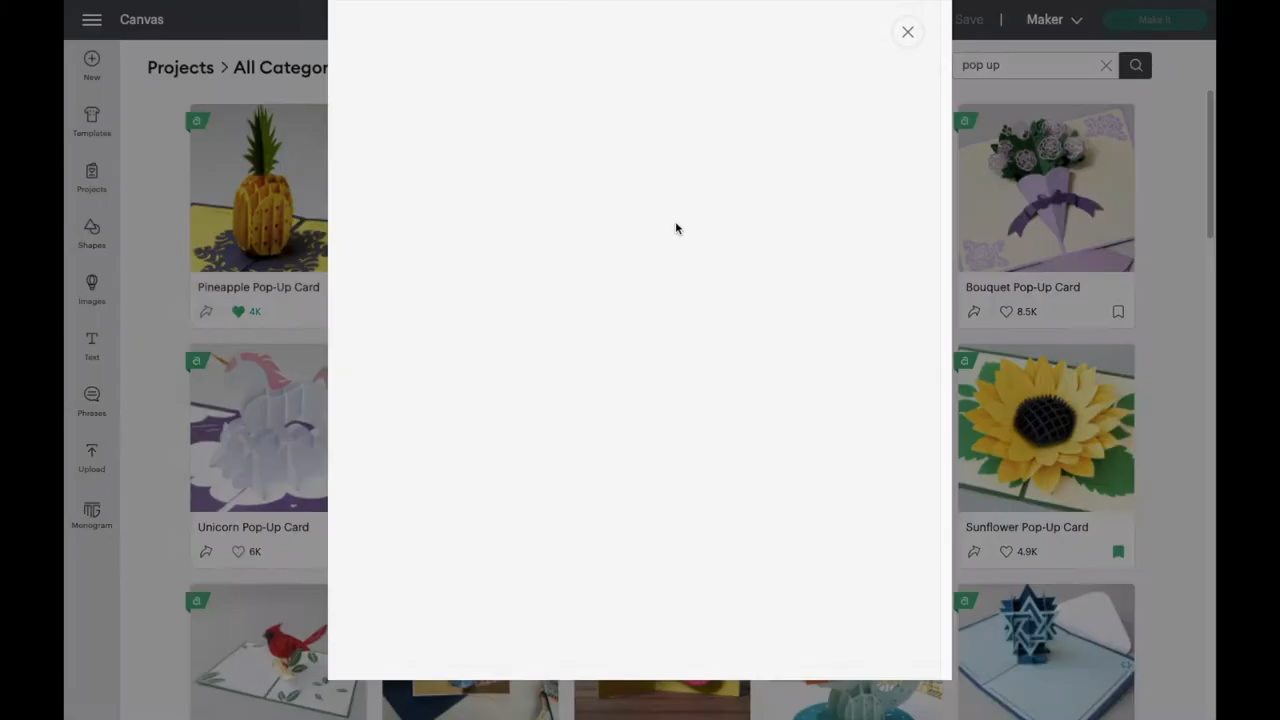 Canvas
Save
|
Maker
Make It
New
Templates
Projects
Shapes
Images
Text
Phrases
Upload
Monogram
Projects > All Categor
pop up
Pineapple Pop-Up Card
4K
Bouquet Pop-Up Card
8.5K
Unicorn Pop-Up Card
6K
Sunflower Pop-Up Card
4.9K